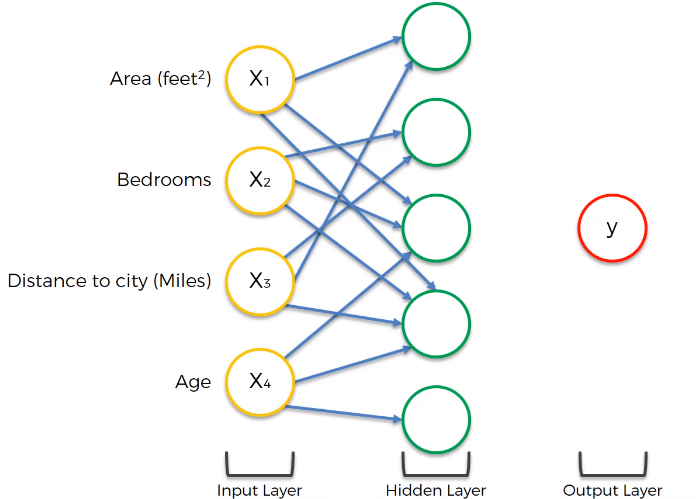 Area (feet²) X₁
Bedrooms X₂
Distance to city (Miles) X₃
Age X₄
y
Input Layer
Hidden Layer
Output Layer